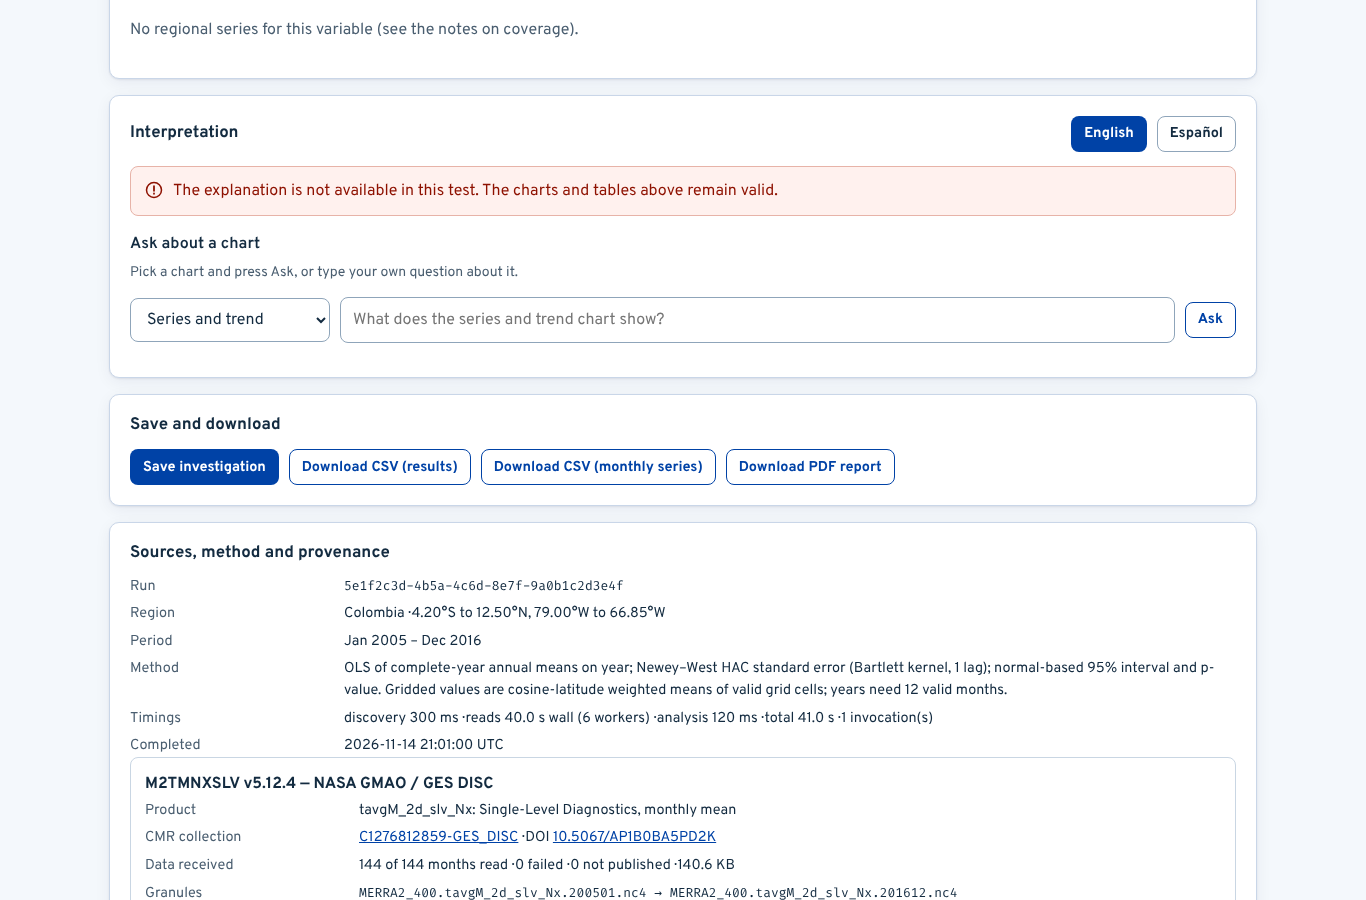 No regional series for this variable (see the notes on coverage).
Interpretation
English
Español
The explanation is not available in this test. The charts and tables above remain valid.
Ask about a chart
Pick a chart and press Ask, or type your own question about it.
Series and trend
What does the series and trend chart show?
Ask
Save and download
Save investigation
Download CSV (results)
Download CSV (monthly series)
Download PDF report
Sources, method and provenance
Run 5e1f2c3d-4b5a-4c6d-8e7f-9a0b1c2d3e4f
Region Colombia ·4.20°S to 12.50°N, 79.00°W to 66.85°W
Period Jan 2005 – Dec 2016
Method OLS of complete-year annual means on year; Newey–West HAC standard error (Bartlett kernel, 1 lag); normal-based 95% interval and p-
value. Gridded values are cosine-latitude weighted means of valid grid cells; years need 12 valid months.
Timings discovery 300 ms ·reads 40.0 s wall (6 workers) ·analysis 120 ms ·total 41.0 s ·1 invocation(s)
Completed 2026-11-14 21:01:00 UTC
M2TMNXSLV v5.12.4 — NASA GMAO / GES DISC
Product tavgM_2d_slv_Nx: Single-Level Diagnostics, monthly mean
CMR collection C1276812859-GES_DISC ·DOI 10.5067/AP1B0BA5PD2K
Data received 144 of 144 months read ·0 failed ·0 not published ·140.6 KB
Granules MERRA2_400.tavgM_2d_slv_Nx.200501.nc4 → MERRA2_400.tavgM_2d_slv_Nx.201612.nc4